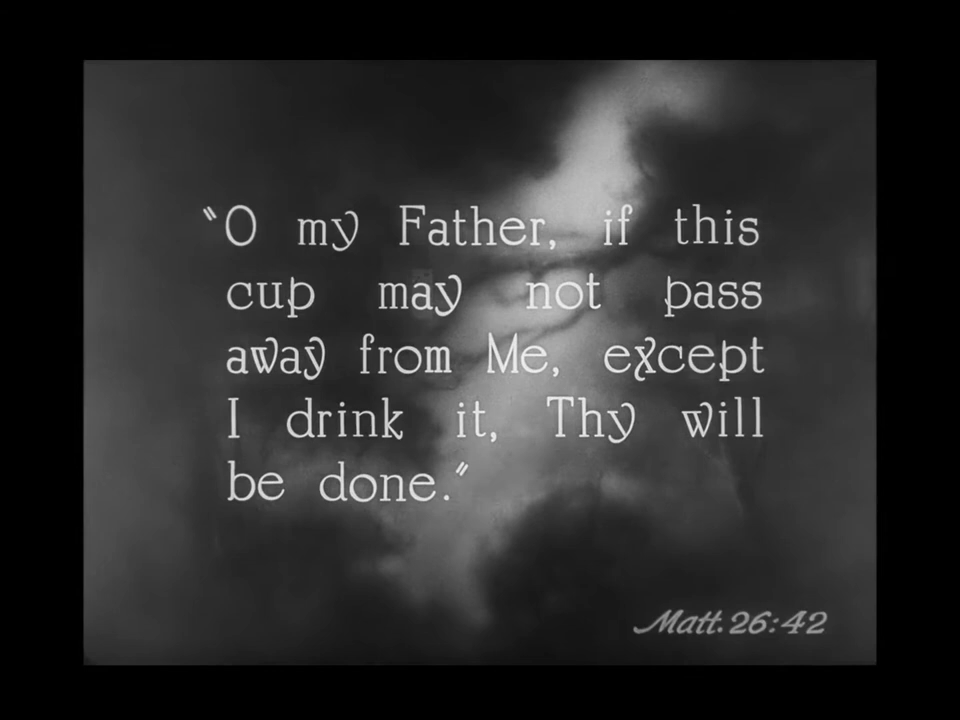 "O my Father, if this
cup may not pass
away from Me, except
I drink it, Thy will
be done."
Matt. 26:42